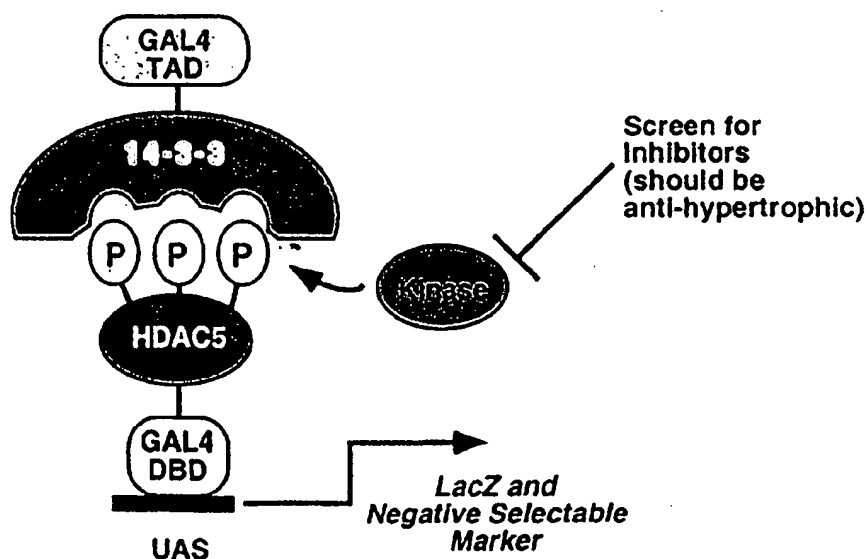 GAL4
TAD
14-3-3
Screen for
Inhibitors
(should be
anti-hypertrophic)
P P P
Kinase
HDAC5
GAL4
DBD
LacZ and
Negative Selectable
Marker
UAS